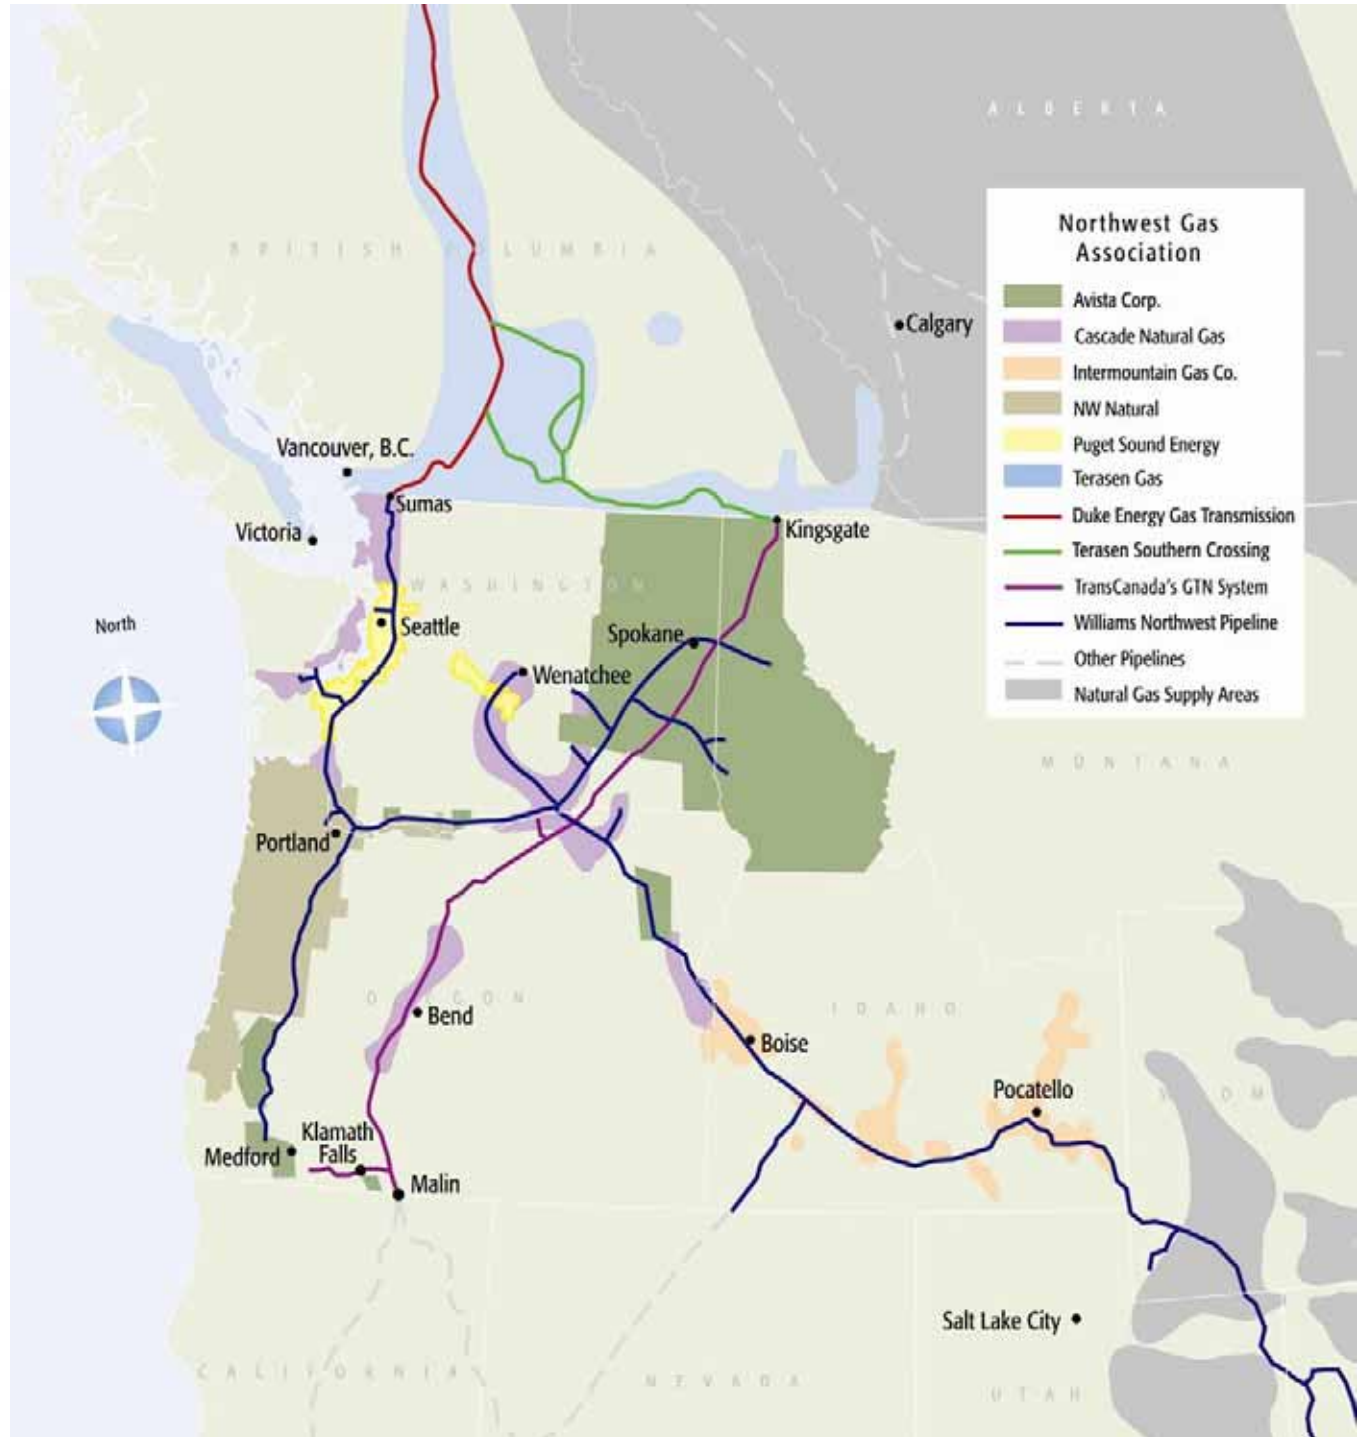 ALBERTA
Northwest Gas
Association
Avista Corp.
Cascade Natural Gas
Intermountain Gas Co.
NW Natural
Puget Sound Energy
Terasen Gas
Duke Energy Gas Transmission
Terasen Southern Crossing
TransCanada's GTN System
Williams Northwest Pipeline
Other Pipelines
Natural Gas Supply Areas
BRITISH COLUMBIA
Calgary
Vancouver, B.C.
Sumas
Victoria
Kingsgate
WASHINGTON
North
Seattle
Spokane
Wenatchee
MONTANA
Portland
OREGON
Bend
IDAHO
Boise
Pocatello
Klamath
Falls
Medford
Malin
Salt Lake City
CALIFORNIA
NEVADA
UTAH